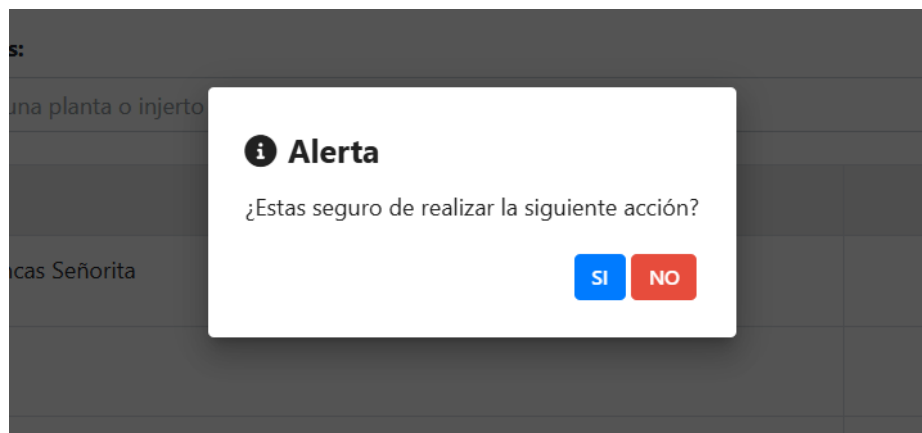 s:
una planta o injerto
Alerta
¿Estas seguro de realizar la siguiente acción?
ncas Señorita
SI NO